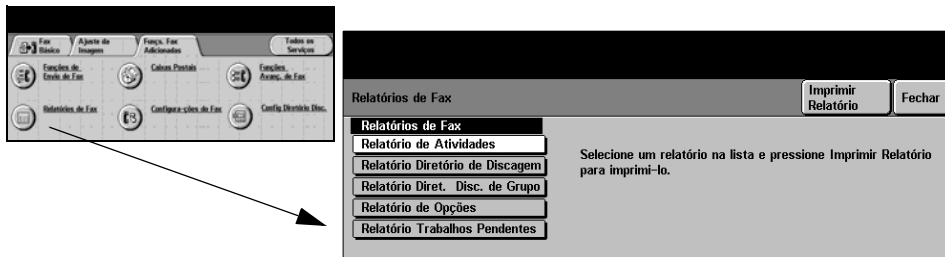 Fax Básico
Ajuste da Imagem
Funçs. Fax Adicionadas
Todos os Serviços
Funções de Envio de Fax
Caixas Postais
Funções Avanç. de Fax
Relatórios de Fax
Configura-ções do Fax
Config Diretório Disc.
Relatórios de Fax
Imprimir Relatório
Fechar
Relatórios de Fax
Relatório de Atividades
Relatório Diretório de Discagem
Relatório Diret. Disc. de Grupo
Relatório de Opções
Relatório Trabalhos Pendentes
Selecione um relatório na lista e pressione Imprimir Relatório
para imprimi-lo.